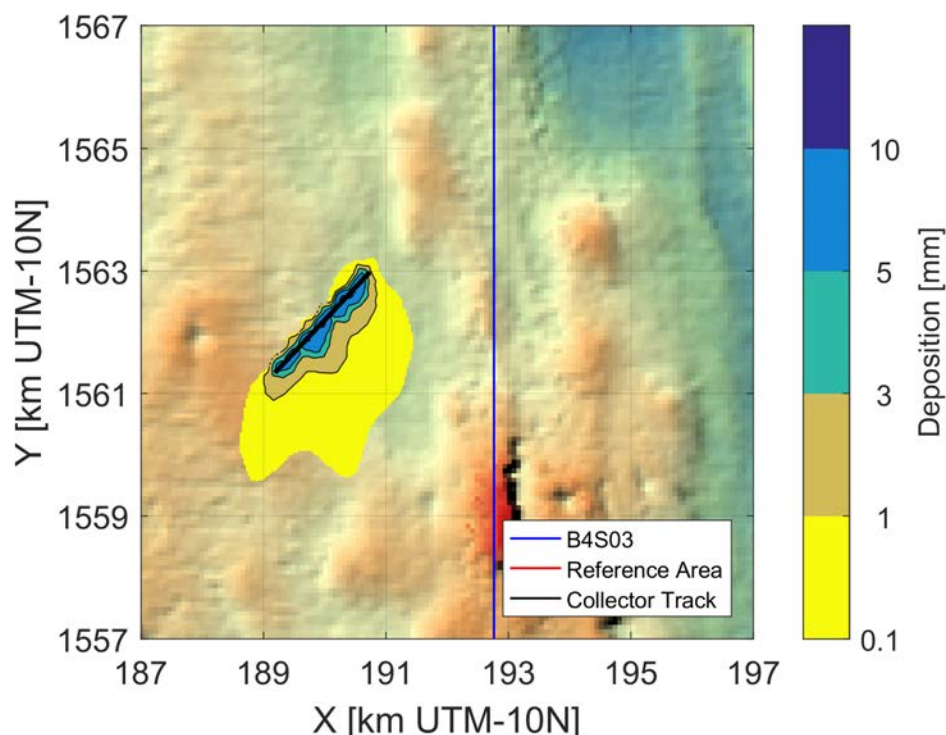 1567
1565
1563
1561
1559
1557
Y [km UTM-10N]
187
189
191
193
195
197
X [km UTM-10N]
B4S03
Reference Area
Collector Track
10
5
3
1
0.1
Deposition [mm]